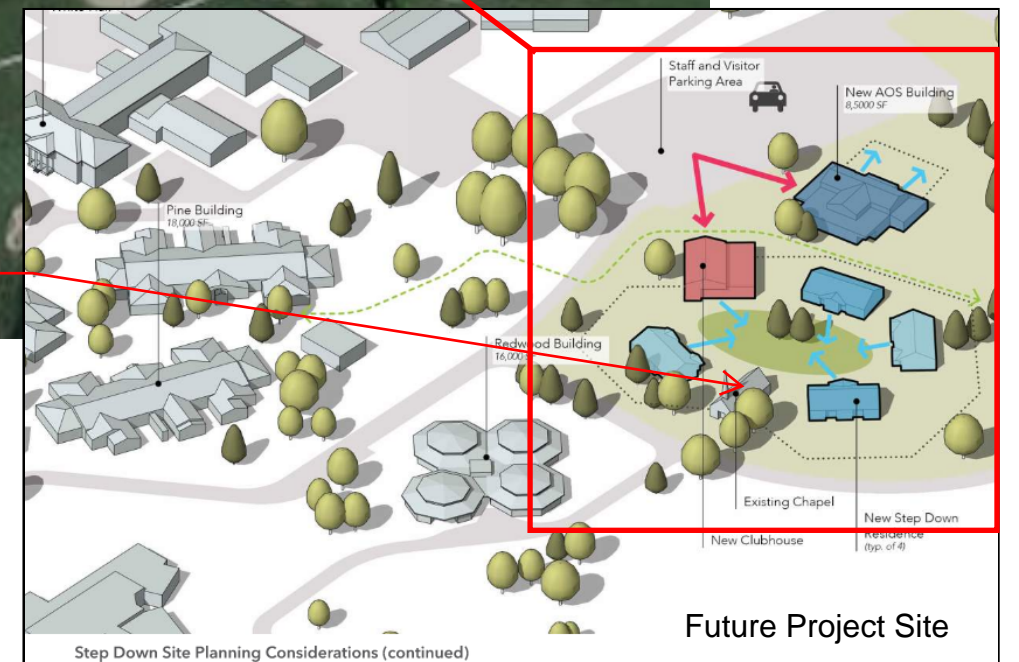 Staff and Visitor
Parking Area
New AOS Building
8,5000 SF
Pine Building
18,000 SF
Redwood Building
16,000 S
Existing Chapel
New Clubhouse
New Step Down
Residence
(typ. of 4)
Future Project Site
Step Down Site Planning Considerations (continued)